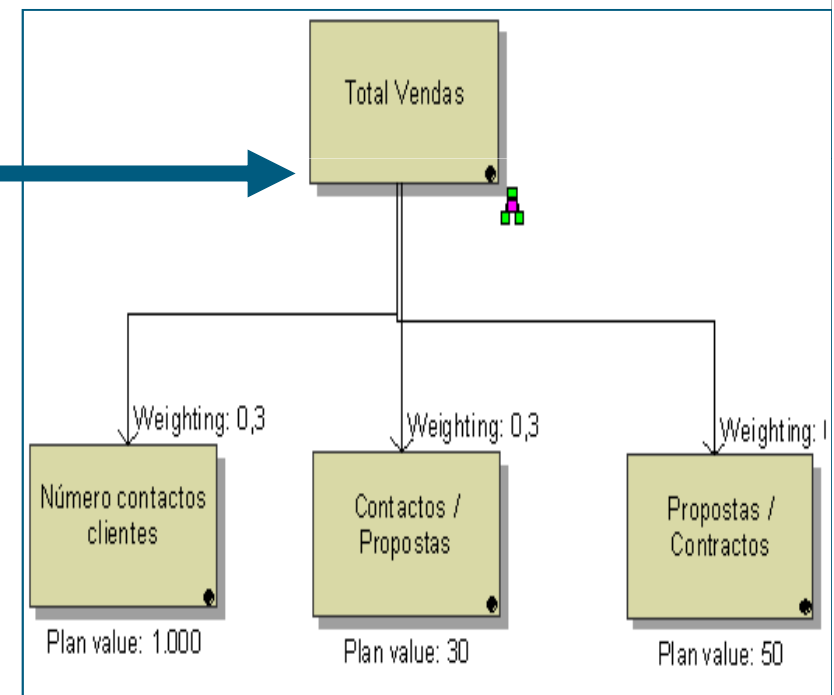 Total Vendas
Weighting: 0,3
Weighting: 0,3
Weighting:
Número contactos
clientes
Contactos /
Propostas
Propostas /
Contractos
Plan value: 1.000
Plan value: 30
Plan value: 50